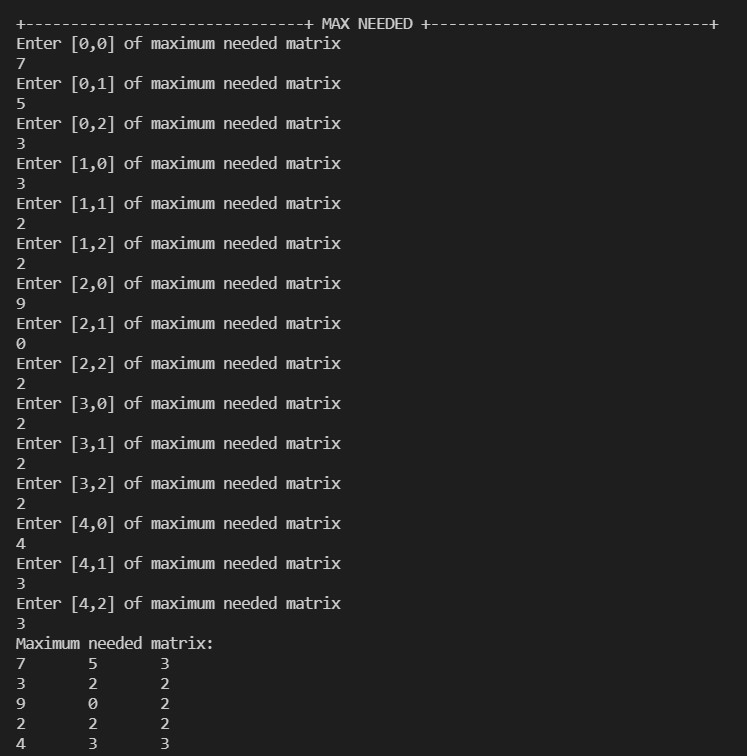 +-------------------------------+ MAX NEEDED +-------------------------------+
Enter [0,0] of maximum needed matrix
7
Enter [0,1] of maximum needed matrix
5
Enter [0,2] of maximum needed matrix
3
Enter [1,0] of maximum needed matrix
3
Enter [1,1] of maximum needed matrix
2
Enter [1,2] of maximum needed matrix
2
Enter [2,0] of maximum needed matrix
9
Enter [2,1] of maximum needed matrix
0
Enter [2,2] of maximum needed matrix
2
Enter [3,0] of maximum needed matrix
2
Enter [3,1] of maximum needed matrix
2
Enter [3,2] of maximum needed matrix
2
Enter [4,0] of maximum needed matrix
4
Enter [4,1] of maximum needed matrix
3
Enter [4,2] of maximum needed matrix
3
Maximum needed matrix:
7       5       3
3       2       2
9       0       2
2       2       2
4       3       3